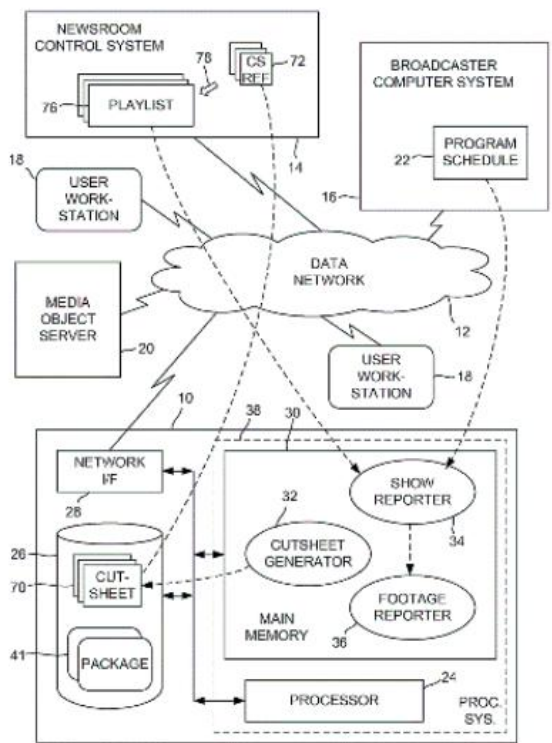 NEWSROOM
CONTROL SYSTEM
78
CS
REF
72
76
PLAYLIST
14
BROADCASTER
COMPUTER SYSTEM
22
PROGRAM
SCHEDULE
16
18
USER
WORK-
STATION
DATA
NETWORK
12
MEDIA
OBJECT
SERVER
20
USER
WORK-
STATION
18
10
38
30
NETWORK
I/F
28
32
SHOW
REPORTER
34
26
CUTSHEET
GENERATOR
70
CUT-
SHEET
FOOTAGE
REPORTER
36
MAIN
MEMORY
41
PACKAGE
24
PROCESSOR
PROC.
SYS.